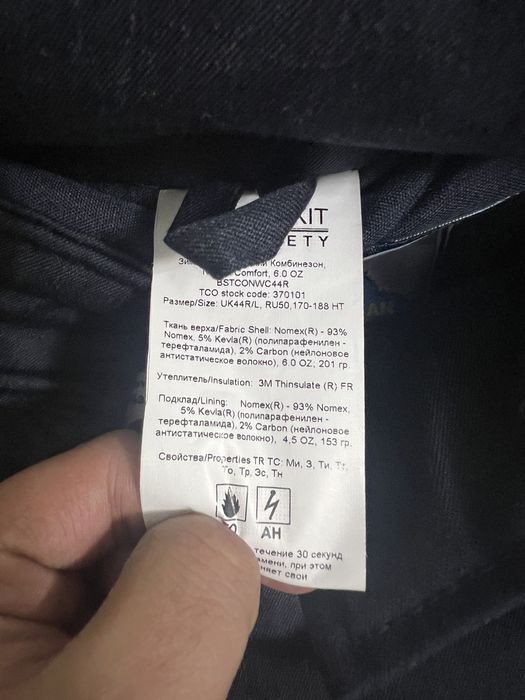 KIT
ETY
Комбинезон,
Comfort, 6.0 OZ
BSTCONWC44R
TCO stock code: 370101
Размер/Size: UK44R/L, RU50,170-188 HT
Ткань верха/Fabric Shell: Nomex(R) - 93%
Nomex, 5% Kevla(R) (полипарафенилен -
терефталамида), 2% Carbon (нейлоновое
антистатическое волокно), 6.0 OZ, 201 гр.
Утеплитель/Insulation: 3M Thinsulate (R) FR
Подклад/Lining: Nomex(R) - 93% Nomex,
5% Kevla(R) (полипарафенилен -
терефталамида), 2% Carbon (нейлоновое
антистатическое волокно), 4,5 OZ, 153 гр.
Свойства/Properties TR TC: Ми, З, Ти, Тт,
То, Тр, Эс, Тн
АН
течение 30 секунд
при этом
свои
AN